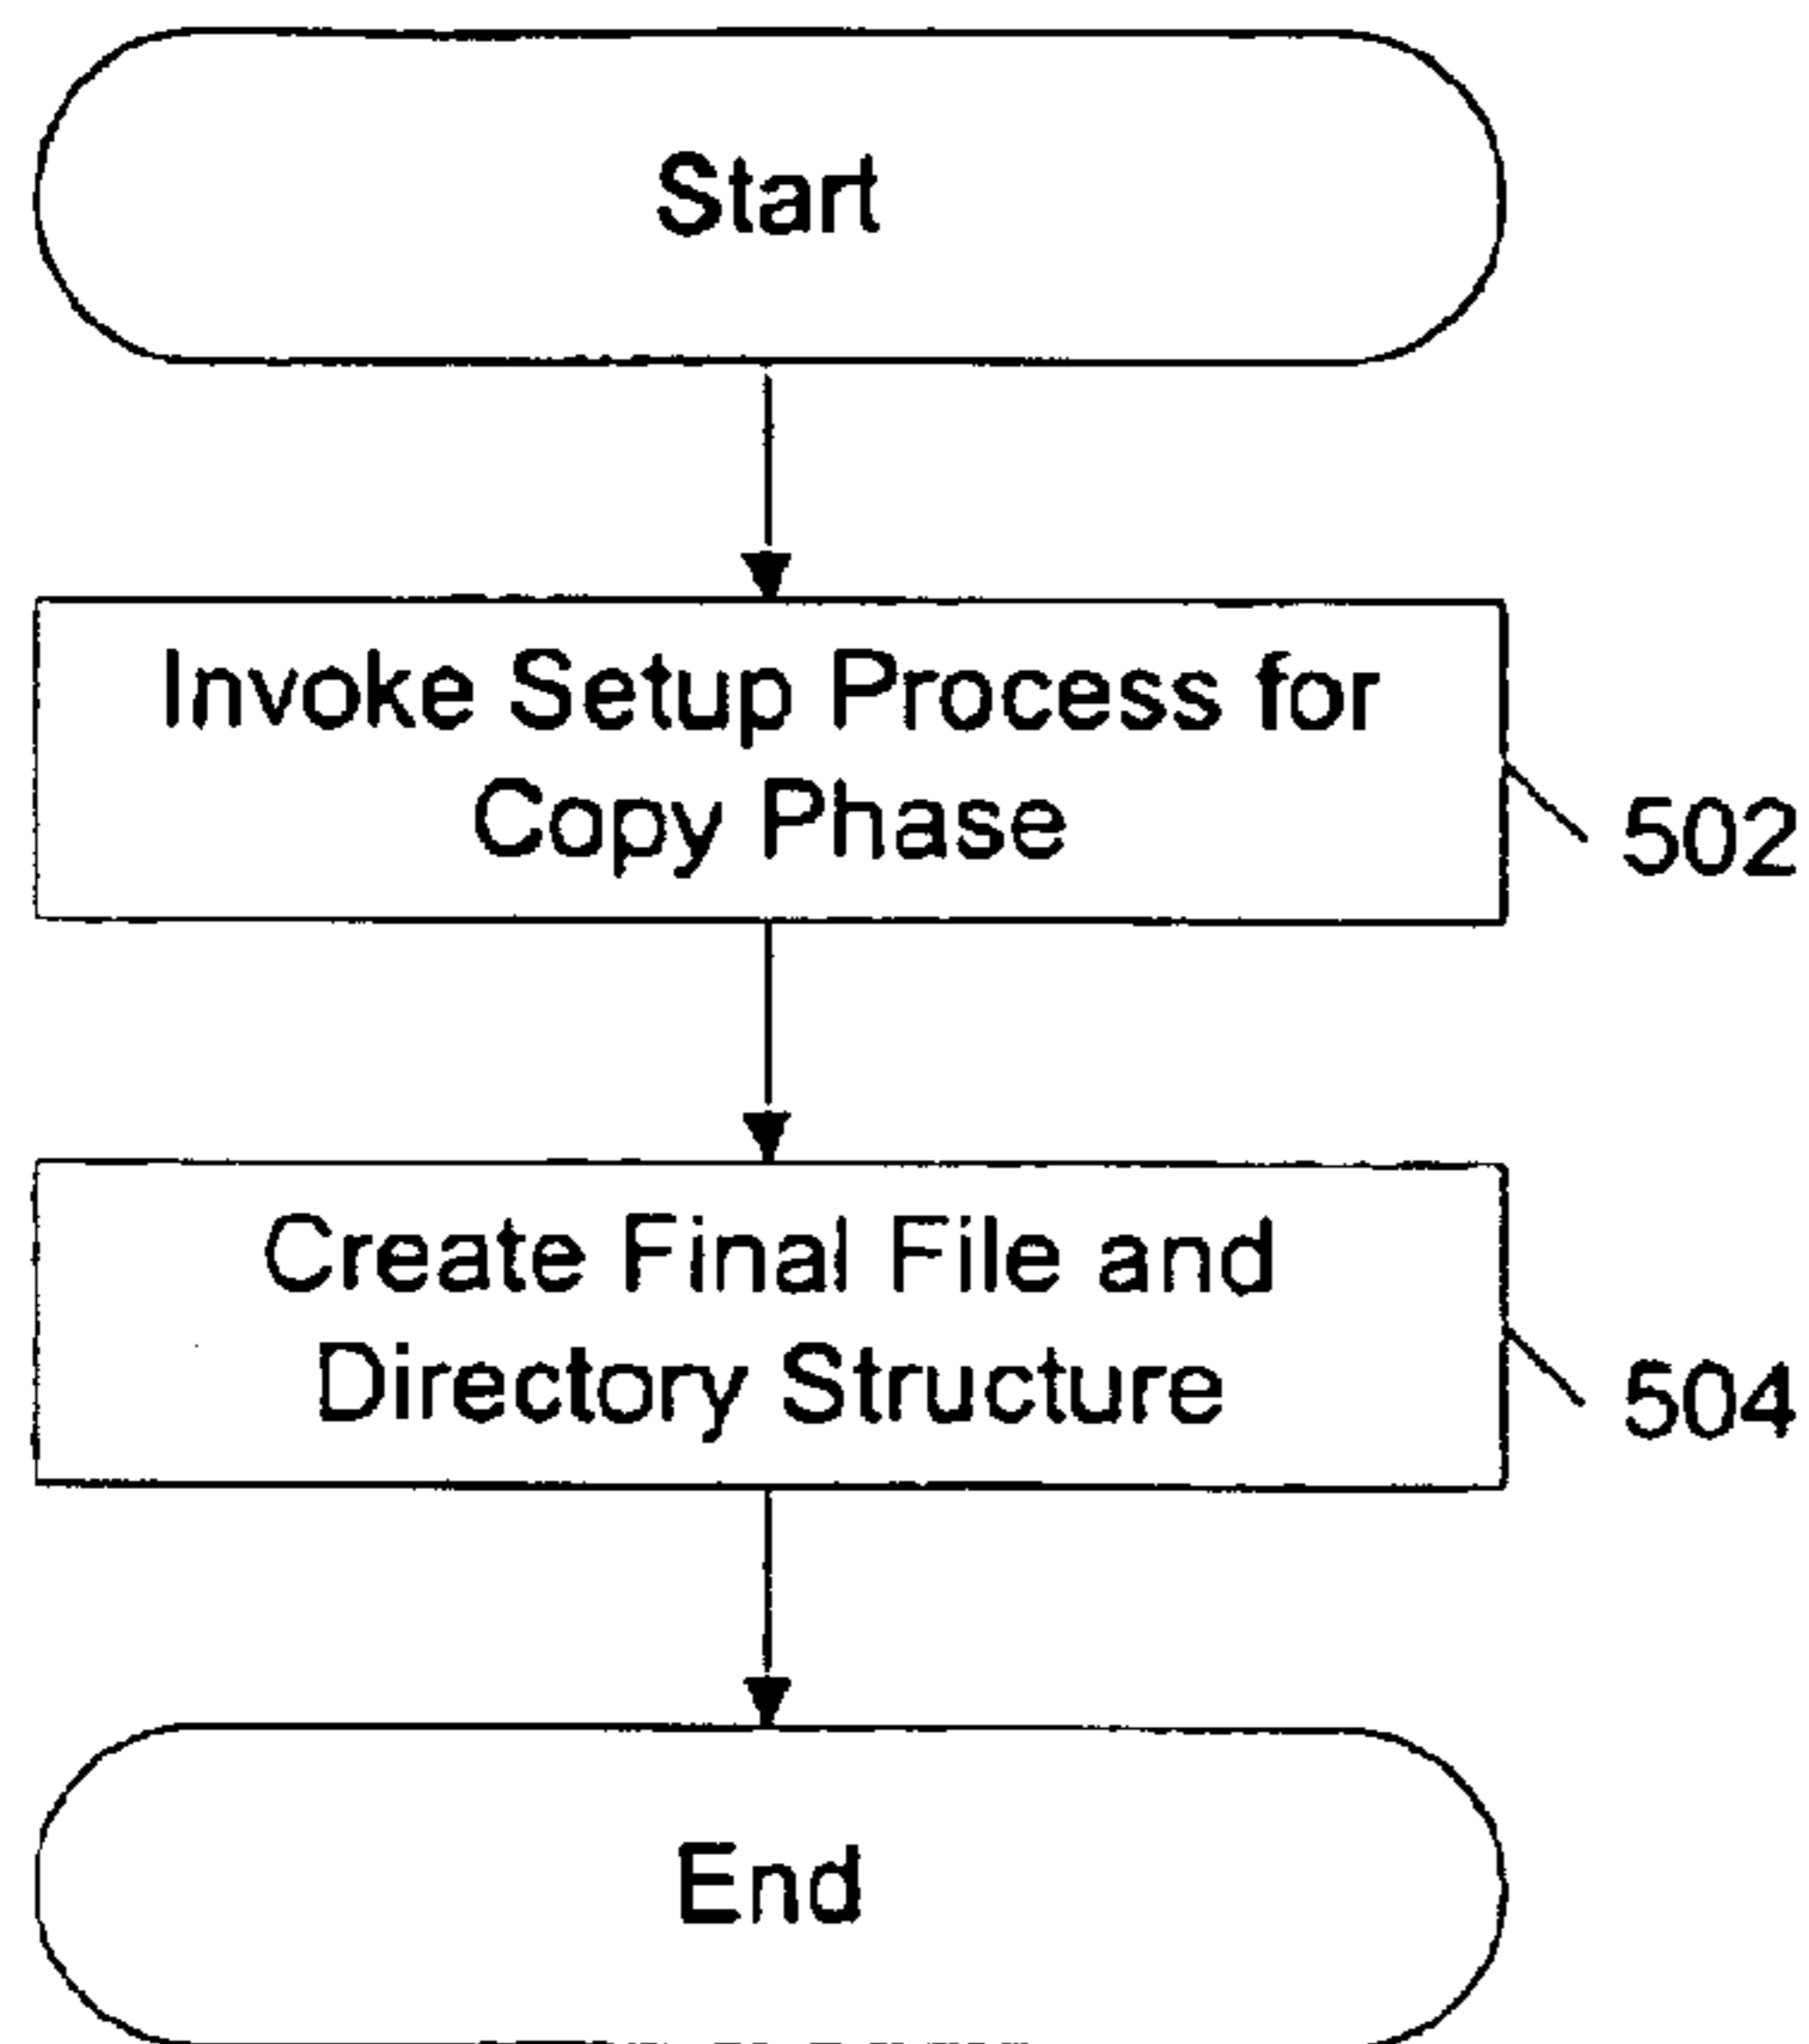 Start
Invoke Setup Process for
Copy Phase
502
Create Final File and
Directory Structure
504
End